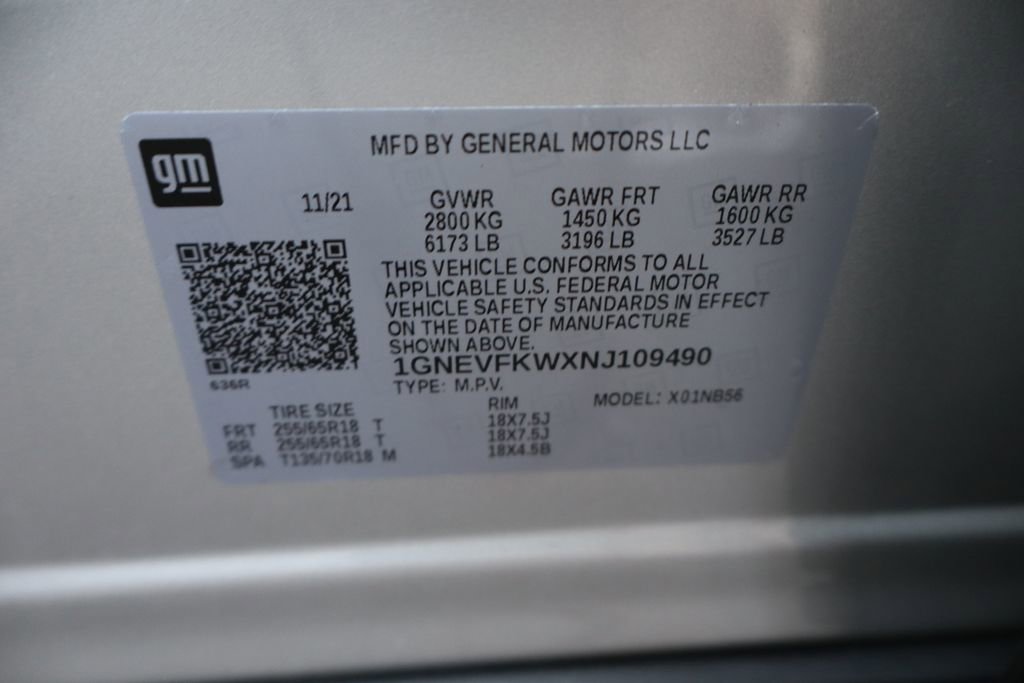 gm
MFD BY GENERAL MOTORS LLC
11/21 GVWR GAWR FRT GAWR RR
2800 KG 1450 KG 1600 KG
6173 LB 3196 LB 3527 LB
THIS VEHICLE CONFORMS TO ALL
APPLICABLE U.S. FEDERAL MOTOR
VEHICLE SAFETY STANDARDS IN EFFECT
ON THE DATE OF MANUFACTURE
SHOWN ABOVE.
1GNEVFKWXNJ109490
636R
TYPE: M.P.V.
MODEL: X01NB56
TIRE SIZE RIM
FRT 255/65R18 T 18X7.5J
RR 255/65R18 T 18X7.5J
SPA T135/70R18 M 18X4.5B